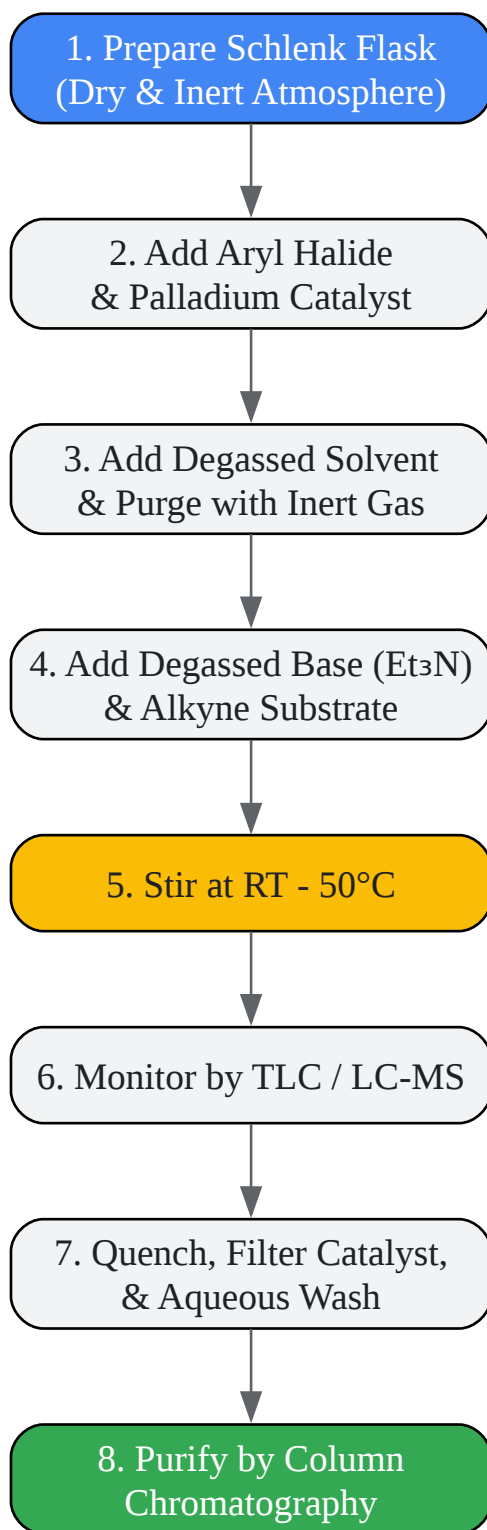 1. Prepare Schlenk Flask
(Dry & Inert Atmosphere)
2. Add Aryl Halide
& Palladium Catalyst
3. Add Degassed Solvent
& Purge with Inert Gas
4. Add Degassed Base (Et₃N)
& Alkyne Substrate
5. Stir at RT - 50°C
6. Monitor by TLC / LC-MS
7. Quench, Filter Catalyst,
& Aqueous Wash
8. Purify by Column
Chromatography